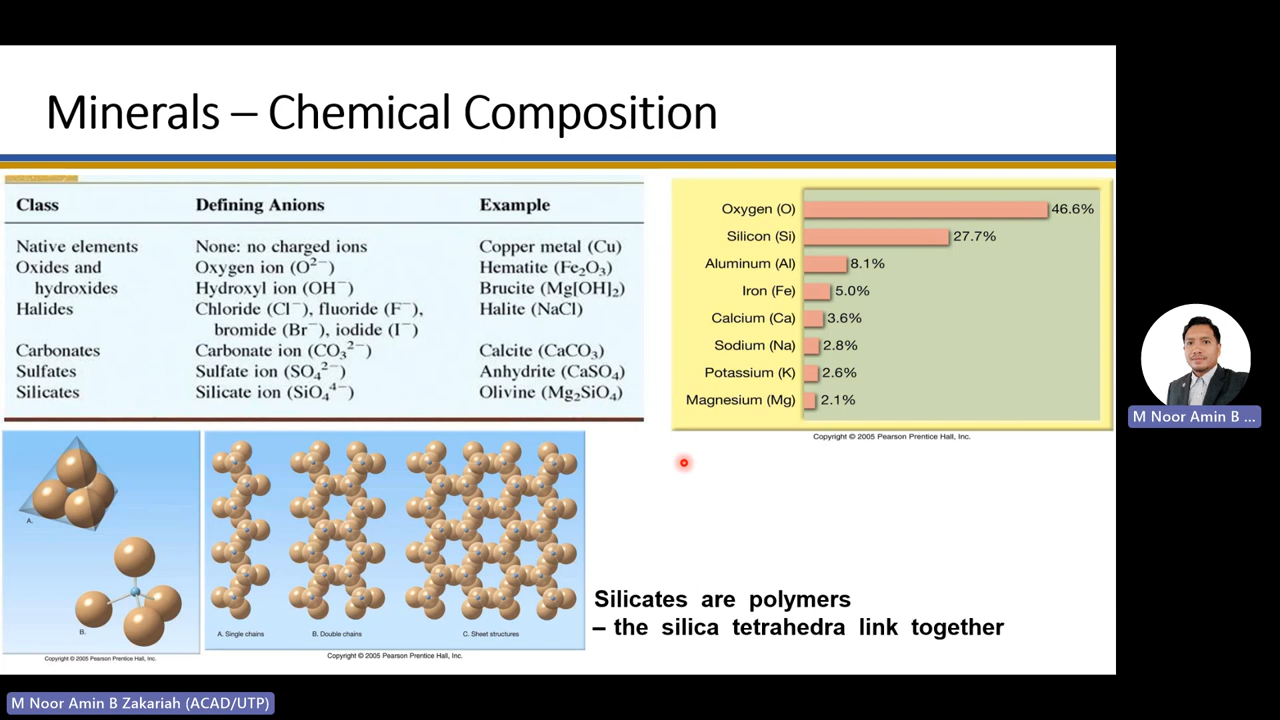 Minerals – Chemical Composition
Class Defining Anions Example
Native elements None: no charged ions Copper metal (Cu)
Oxides and Oxygen ion (O²⁻) Hematite (Fe₂O₃)
hydroxides Hydroxyl ion (OH⁻) Brucite (Mg[OH]₂)
Halides Chloride (Cl⁻), fluoride (F⁻), Halite (NaCl)
bromide (Br⁻), iodide (I⁻)
Carbonates Carbonate ion (CO₃²⁻) Calcite (CaCO₃)
Sulfates Sulfate ion (SO₄²⁻) Anhydrite (CaSO₄)
Silicates Silicate ion (SiO₄⁴⁻) Olivine (Mg₂SiO₄)
Oxygen (O) 46.6%
Silicon (Si) 27.7%
Aluminum (Al) 8.1%
Iron (Fe) 5.0%
Calcium (Ca) 3.6%
Sodium (Na) 2.8%
Potassium (K) 2.6%
Magnesium (Mg) 2.1%
Copyright © 2005 Pearson Prentice Hall, Inc.
A.
B.
Copyright © 2005 Pearson Prentice Hall, Inc.
A. Single chains B. Double chains C. Sheet structures
Copyright © 2005 Pearson Prentice Hall, Inc.
Silicates are polymers
– the silica tetrahedra link together
M Noor Amin B ...
M Noor Amin B Zakariah (ACAD/UTP)